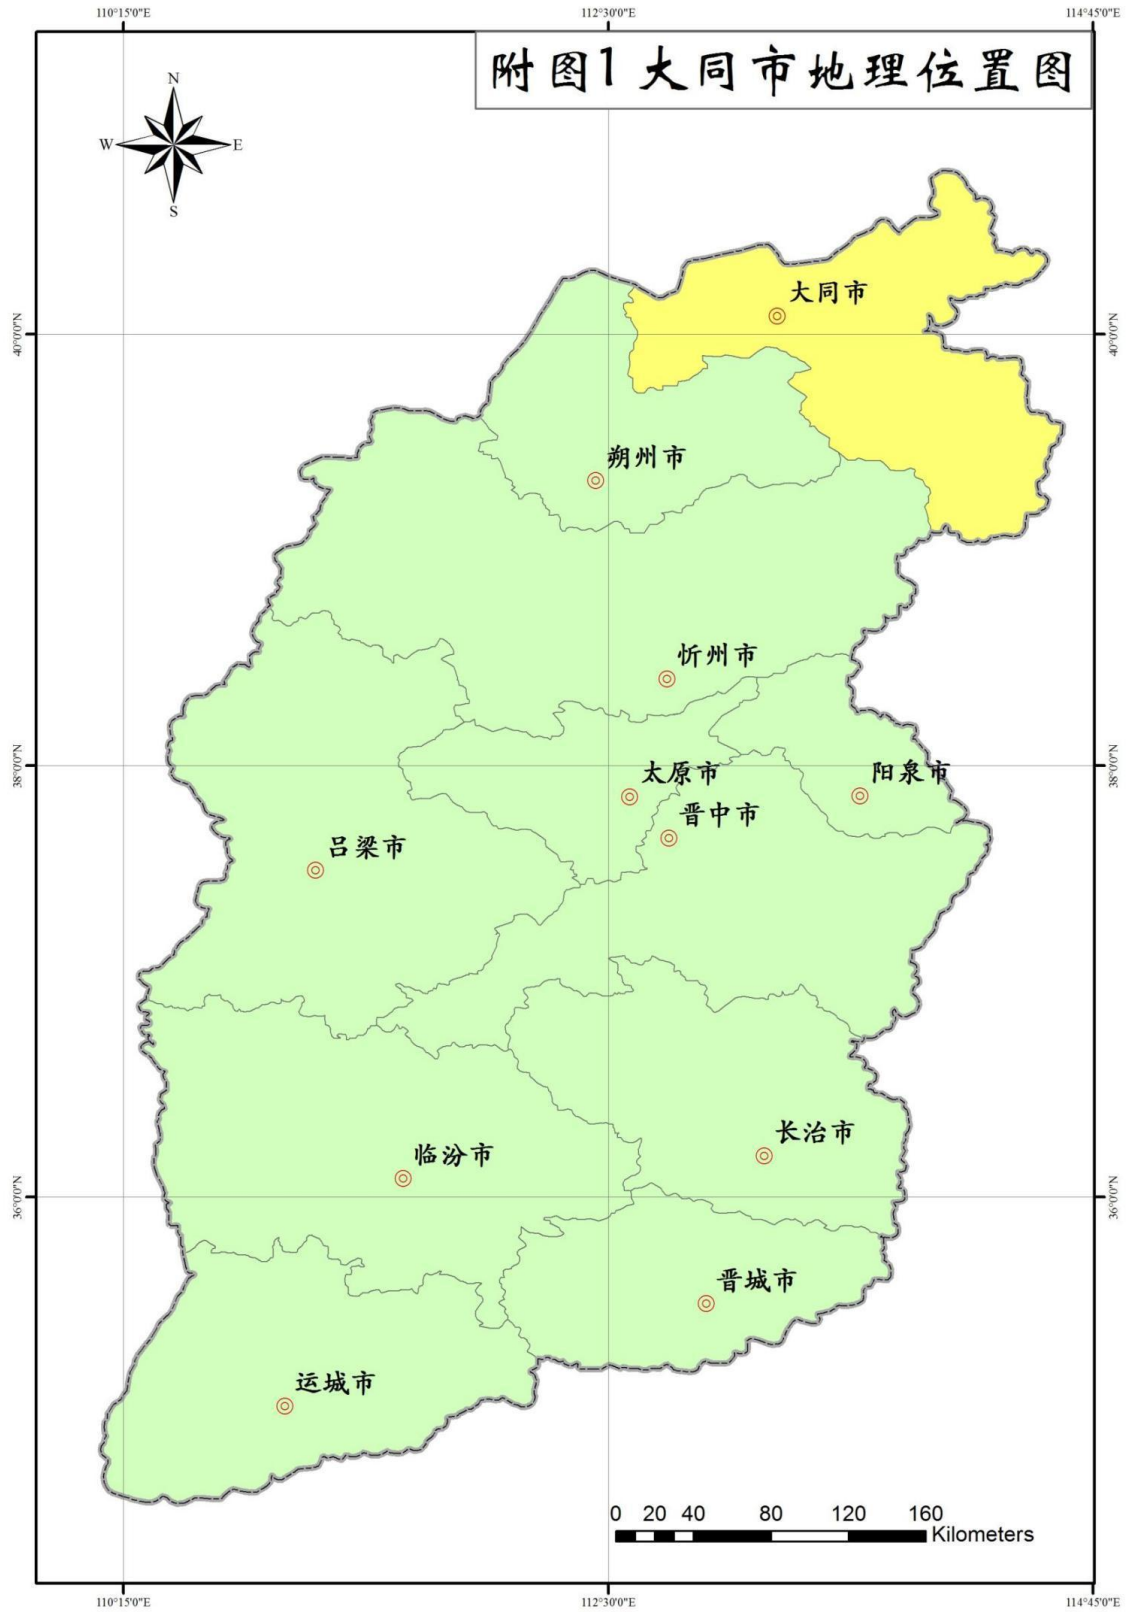 110°15'0"E 112°30'0"E 114°45'0"E
附图1 大同市地理位置图
N
W E
S
大同市
40°0'0"N 40°0'0"N
朔州市
忻州市
38°0'0"N 38°0'0"N
太原市 阳泉市
晋中市
吕梁市
长治市
临汾市
36°0'0"N 36°0'0"N
晋城市
运城市
0 20 40 80 120 160
Kilometers
110°15'0"E 112°30'0"E 114°45'0"E